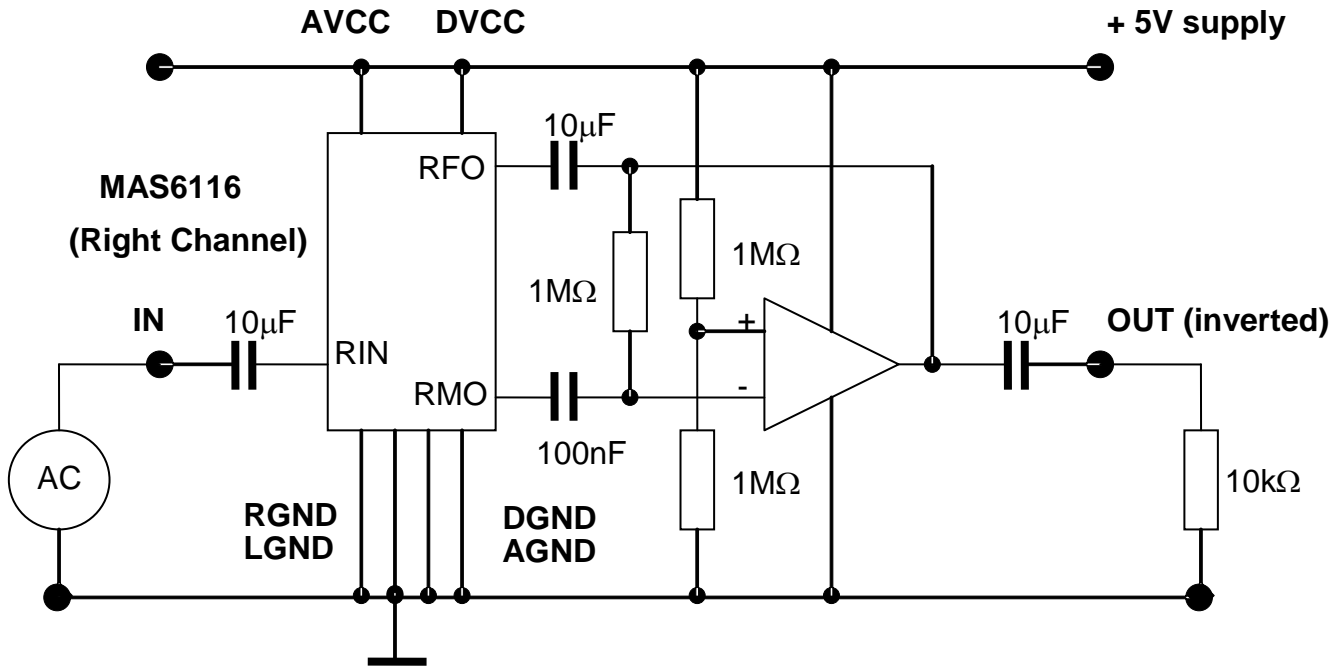 AVCC DVCC + 5V supply
10μF
RFO
MAS6116
(Right Channel)
1MΩ
1MΩ
IN
10μF
+
10μF
OUT (inverted)
RIN
RMO
-
100nF
AC
1MΩ
10kΩ
RGND
LGND
DGND
AGND